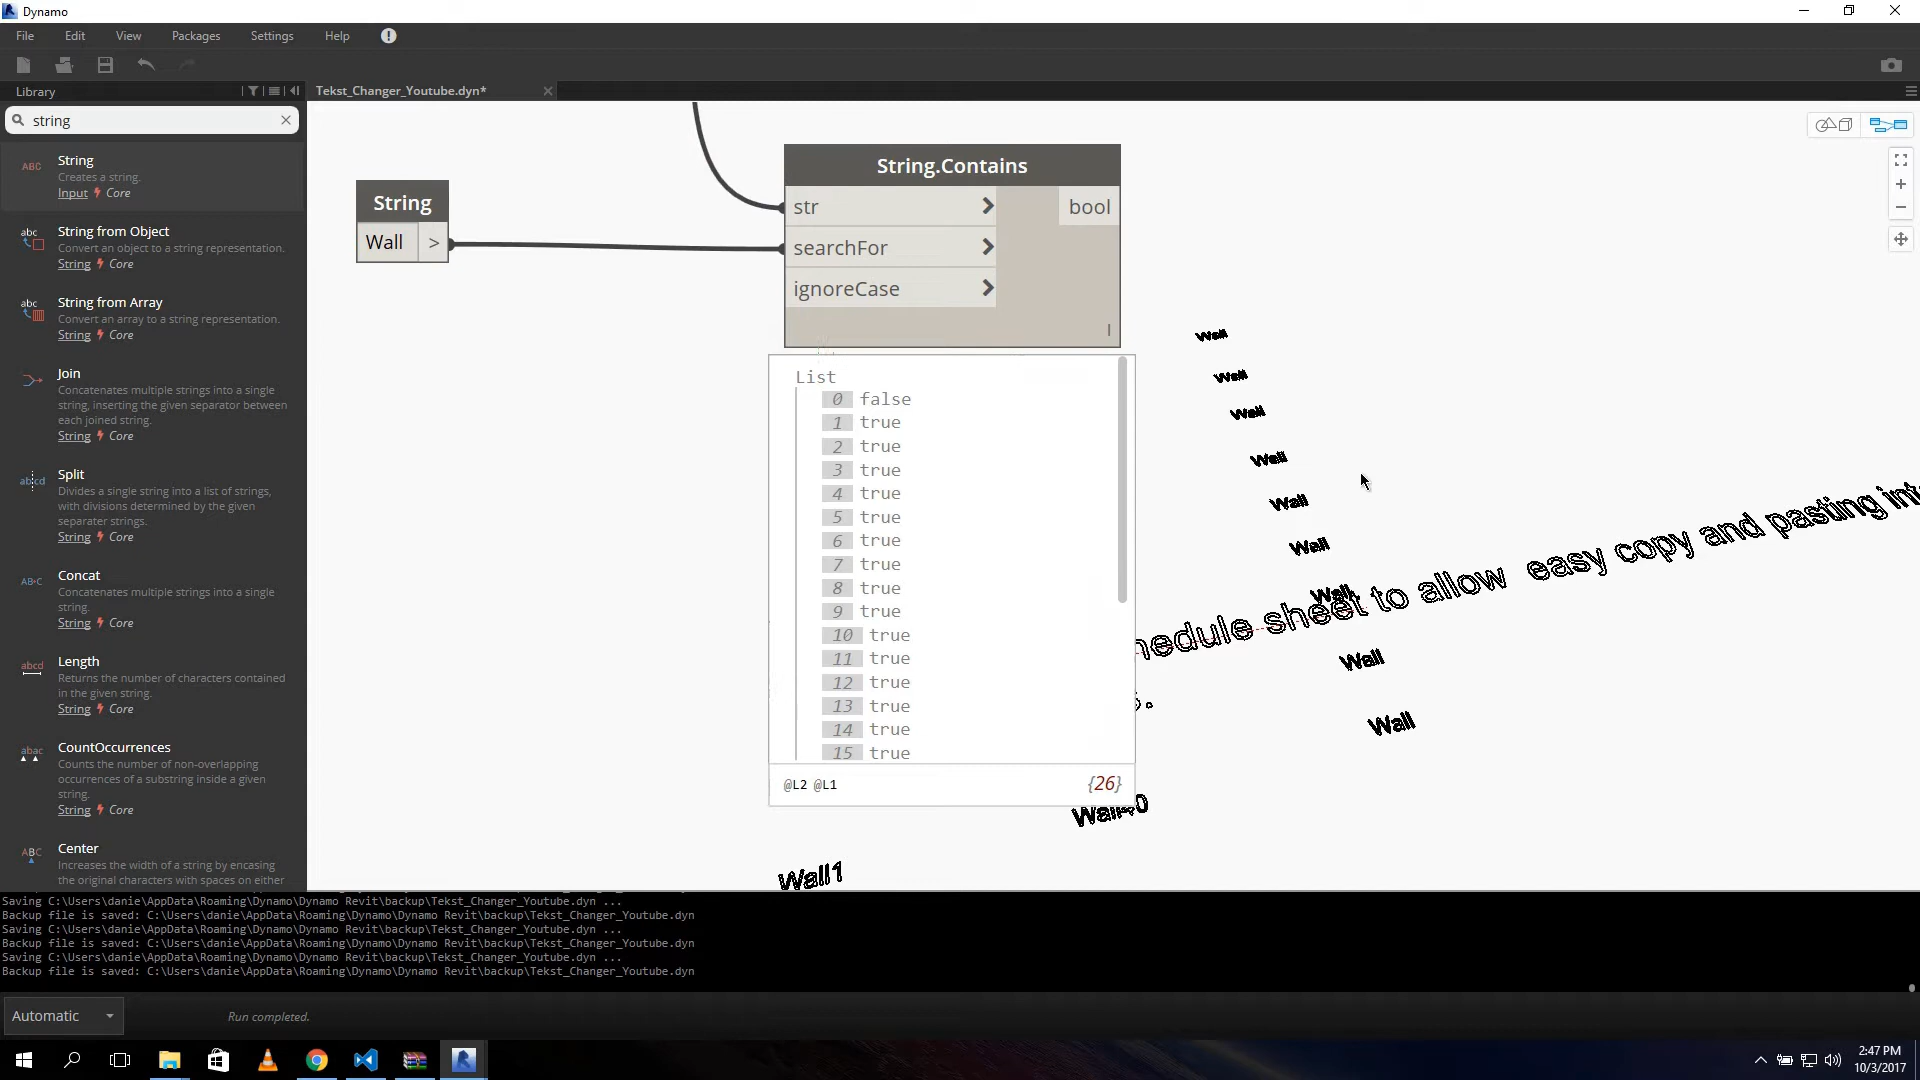 Dynamo
File Edit View Packages Settings Help
Library
Tekst_Changer_Youtube.dyn*
string
String
Creates a string.
Input Core
String from Object
Convert an object to a string representation.
String Core
String from Array
Convert an array to a string representation.
String Core
Join
Concatenates multiple strings into a single
string, inserting the given separator between
each joined string.
String Core
Split
Divides a single string into a list of strings,
with divisions determined by the given
separater strings.
String Core
Concat
Concatenates multiple strings into a single
string.
String Core
Length
Returns the number of characters contained
in the given string.
String Core
CountOccurrences
Counts the number of non-overlapping
occurrences of a substring inside a given
string.
String Core
Center
Increases the width of a string by encasing
the original characters with spaces on either
String
Wall >
String.Contains
str bool
searchFor
ignoreCase
l
List
0 false
1 true
2 true
3 true
4 true
5 true
6 true
7 true
8 true
9 true
10 true
11 true
12 true
13 true
14 true
15 true
@L2 @L1 {26}
Wall
Wall
Wall
Wall
Wall
Wall
Wall
Wall
Wall
hedule sheet to allow easy copy and pasting int
s.
Wall1
Saving C:\Users\danie\AppData\Roaming\Dynamo\Dynamo Revit\backup\Tekst_Changer_Youtube.dyn ...
Backup file is saved: C:\Users\danie\AppData\Roaming\Dynamo\Dynamo Revit\backup\Tekst_Changer_Youtube.dyn
Saving C:\Users\danie\AppData\Roaming\Dynamo\Dynamo Revit\backup\Tekst_Changer_Youtube.dyn ...
Backup file is saved: C:\Users\danie\AppData\Roaming\Dynamo\Dynamo Revit\backup\Tekst_Changer_Youtube.dyn
Saving C:\Users\danie\AppData\Roaming\Dynamo\Dynamo Revit\backup\Tekst_Changer_Youtube.dyn ...
Backup file is saved: C:\Users\danie\AppData\Roaming\Dynamo\Dynamo Revit\backup\Tekst_Changer_Youtube.dyn
Automatic
Run completed.
2:47 PM
10/3/2017